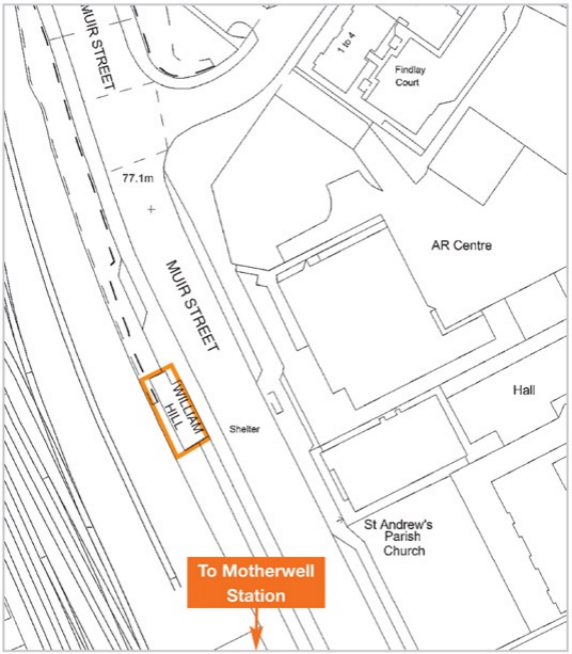 MUIR STREET
1 to 4
Findlay
Court
77.1m
AR Centre
MUIR STREET
WILLIAM
HILL
Hall
Shelter
St Andrew's
Parish
Church
To Motherwell
Station